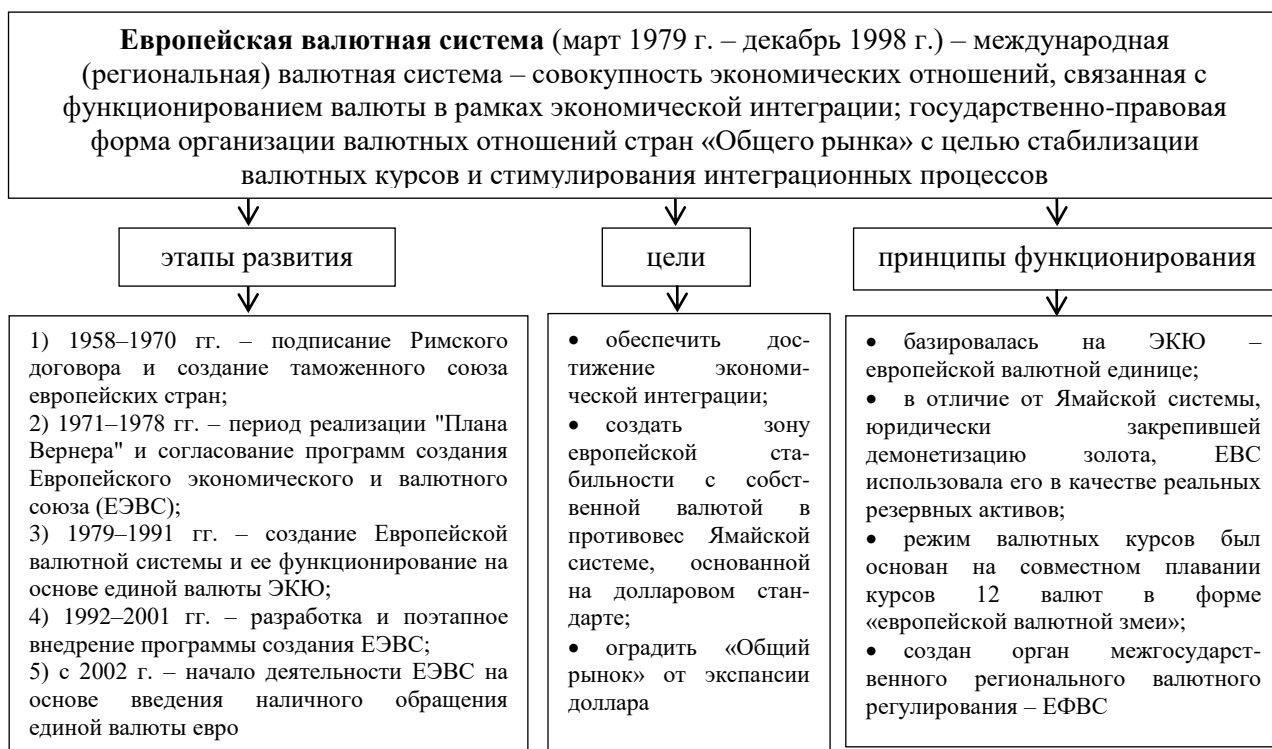 Европейская валютная система (март 1979 г. – декабрь 1998 г.) – международная
(региональная) валютная система – совокупность экономических отношений, связанная с
функционированием валюты в рамках экономической интеграции; государственно-правовая
форма организации валютных отношений стран «Общего рынка» с целью стабилизации
валютных курсов и стимулирования интеграционных процессов
этапы развития
цели
принципы функционирования
1) 1958–1970 гг. – подписание Римского
договора и создание таможенного союза
европейских стран;
2) 1971–1978 гг. – период реализации "Плана
Вернера" и согласование программ создания
Европейского экономического и валютного
союза (ЕЭВС);
3) 1979–1991 гг. – создание Европейской
валютной системы и ее функционирование на
основе единой валюты ЭКЮ;
4) 1992–2001 гг. – разработка и поэтапное
внедрение программы создания ЕЭВС;
5) с 2002 г. – начало деятельности ЕЭВС на
основе введения наличного обращения
единой валюты евро
• обеспечить дос-
тижение экономи-
ческой интеграции;
• создать зону
европейской ста-
бильности с собст-
венной валютой в
противовес Ямайской
системе, основанной
на долларовом стан-
дарте;
• оградить «Общий
рынок» от экспансии
доллара
• базировалась на ЭКЮ –
европейской валютной единице;
• в отличие от Ямайской системы,
юридически закрепившей
демонетизацию золота, ЕВС
использовала его в качестве реальных
резервных активов;
• режим валютных курсов был
основан на совместном плавании
курсов 12 валют в форме
«европейской валютной змеи»;
• создан орган межгосударст-
венного регионального валютного
регулирования – ЕФВС